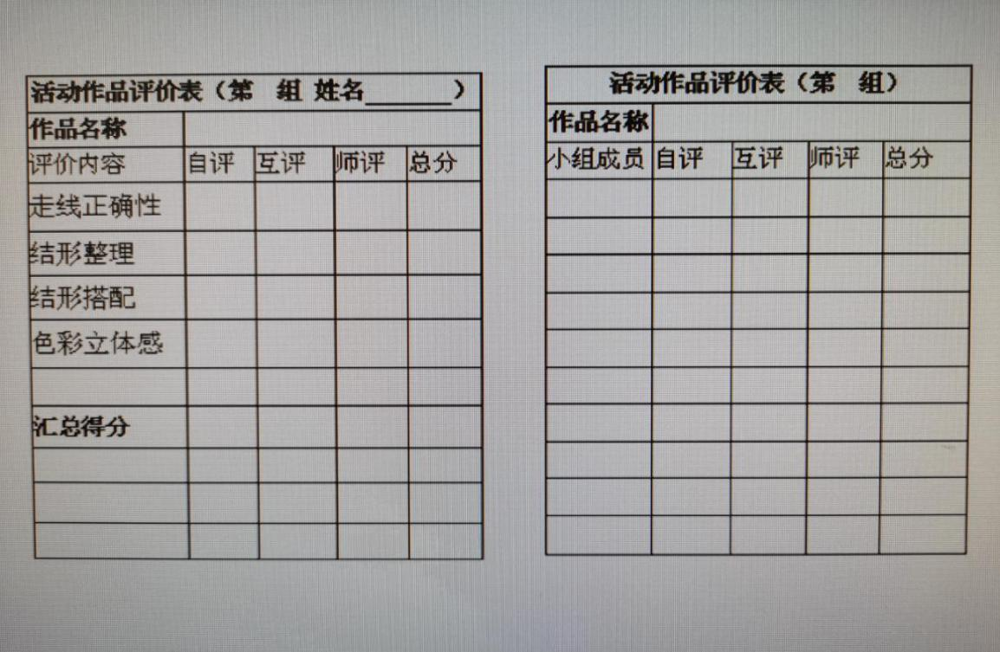 活动作品评价表（第 组 姓名______）
作品名称
评价内容 自评 互评 师评 总分
走线正确性
结形整理
结形搭配
色彩立体感
汇总得分
活动作品评价表（第 组）
作品名称
小组成员 自评 互评 师评 总分